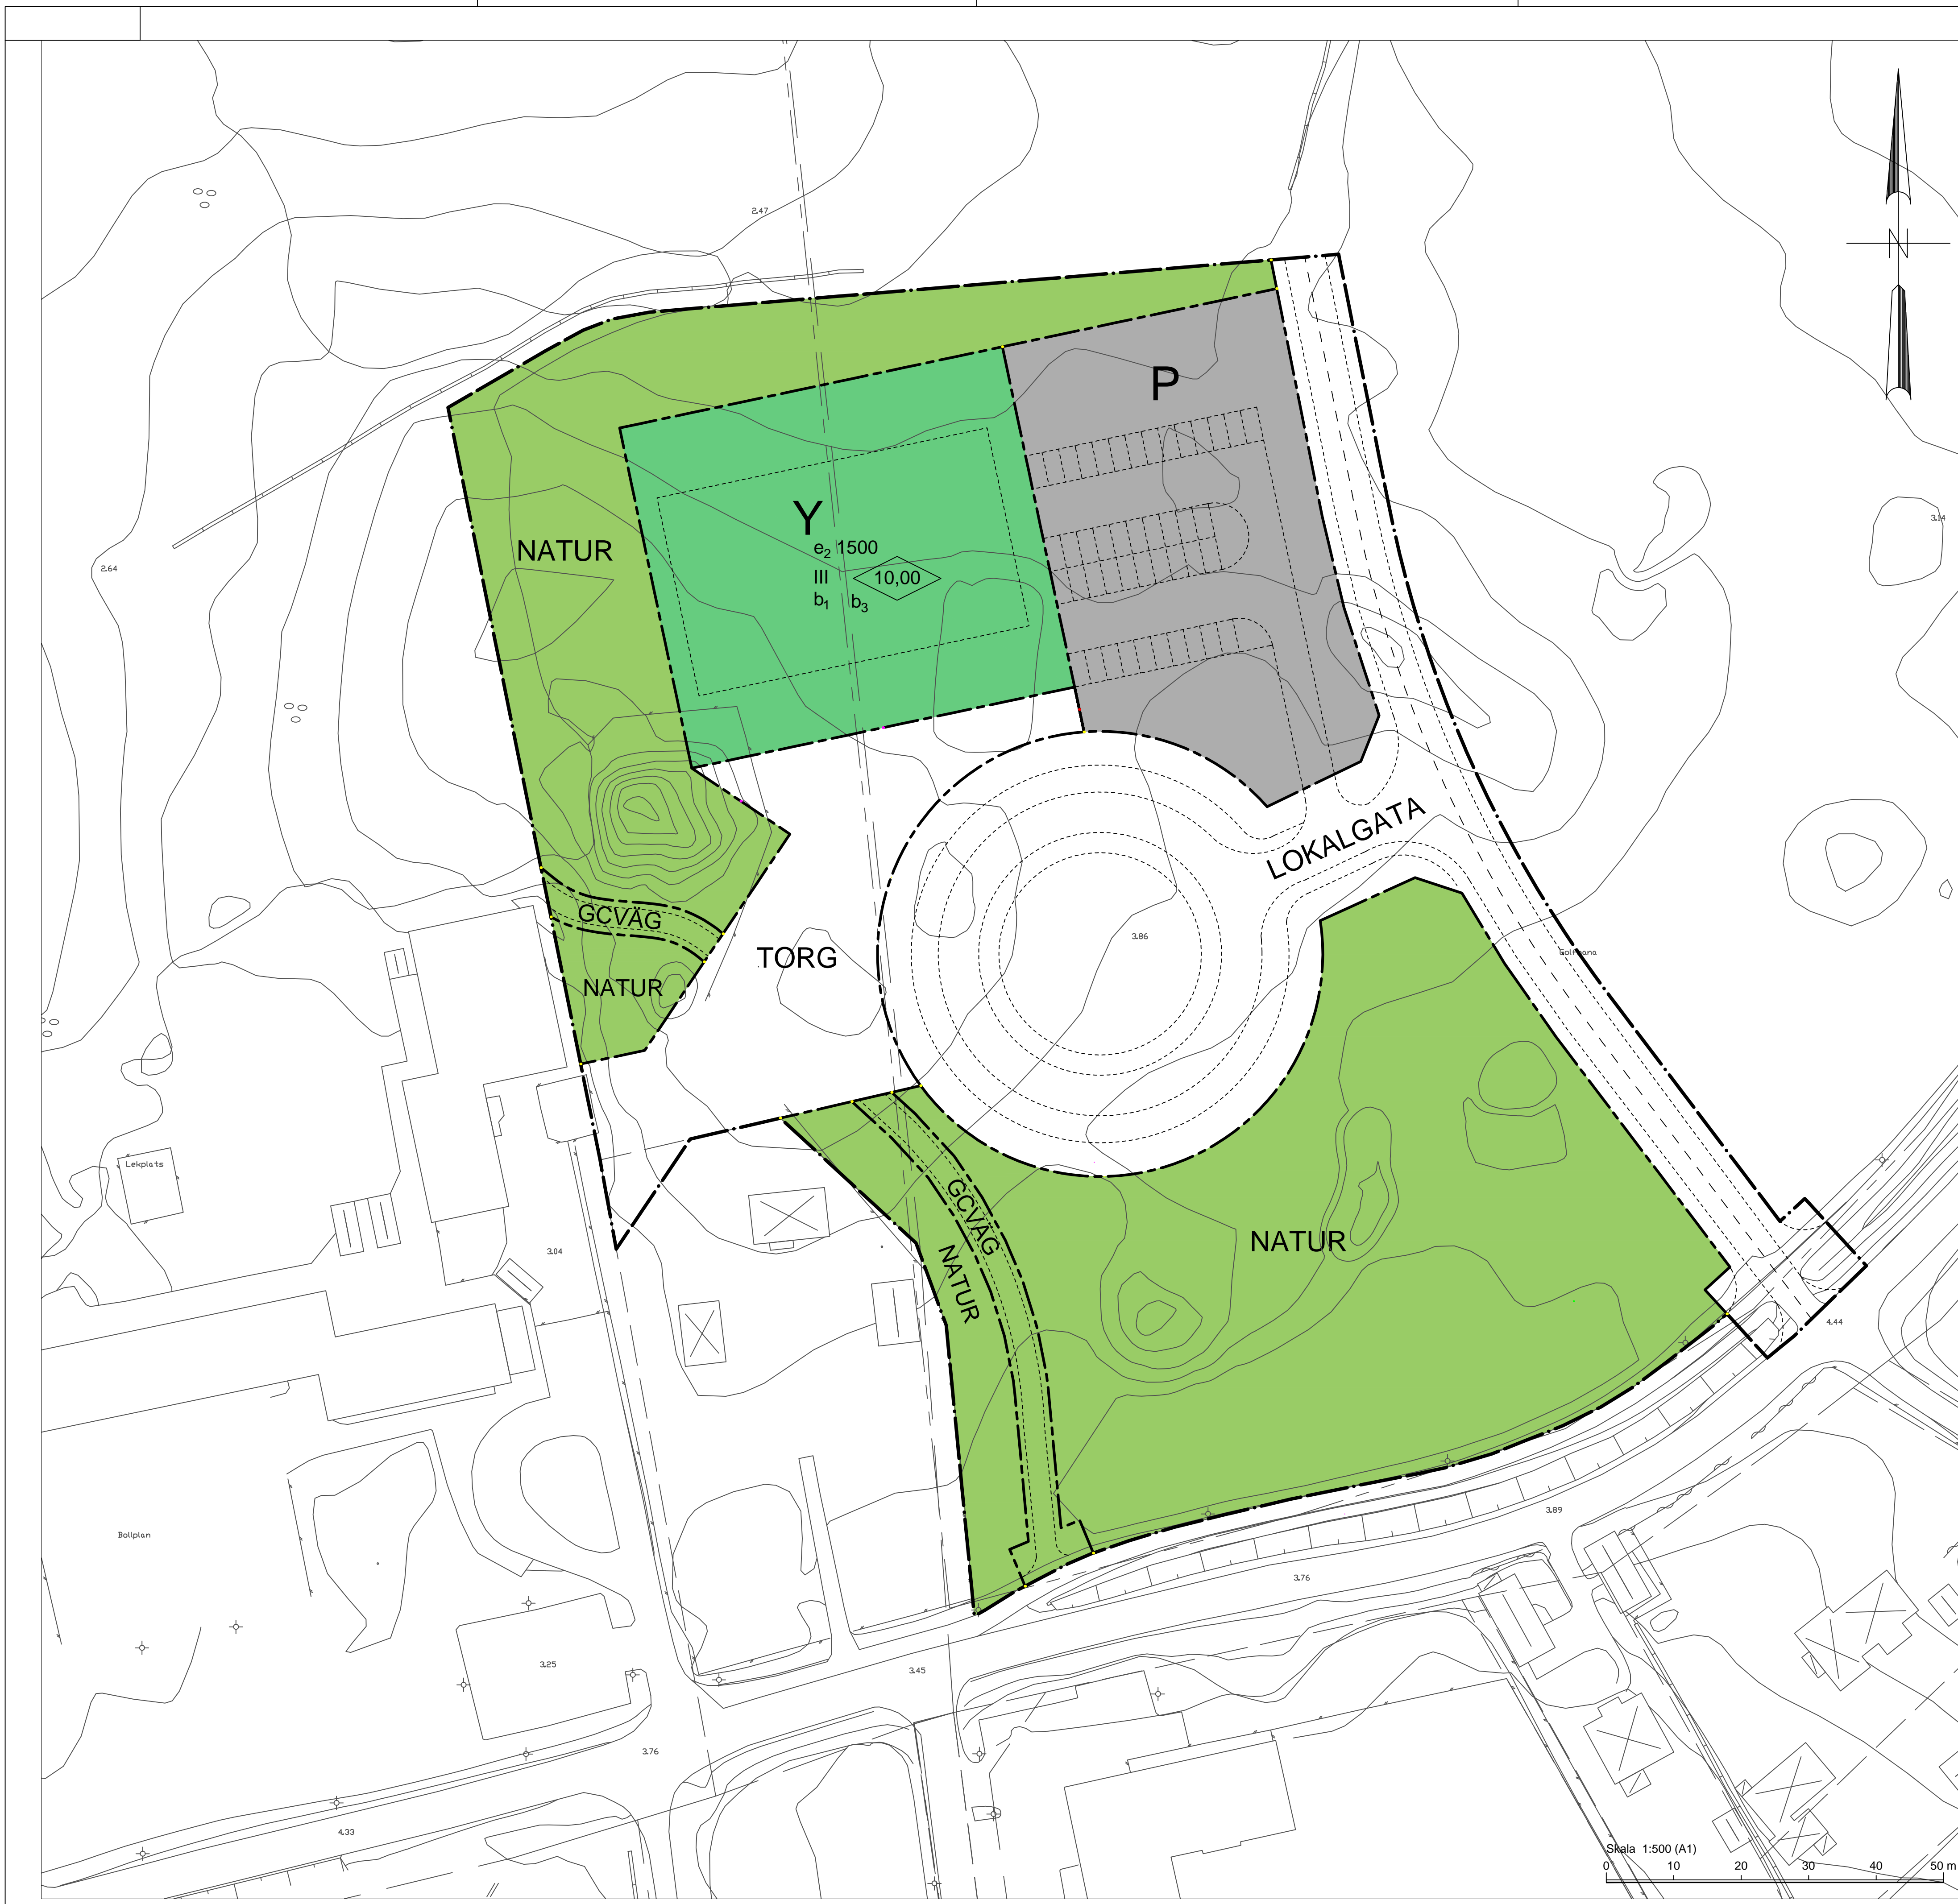 N
2.47
P
3.14
Y
NATUR
e2 1500
2.64
III 10,00
b1 b3
LOKALGATA
GCVÄG
3.86
Golfbana
TORG
NATUR
Lekplats
GCVÄG
NATUR
3.04
NATUR
4.44
3.89
Bollplan
3.76
3.25
3.45
3.76
4.33
Skala 1:500 (A1)
0 10 20 30 40 50 m